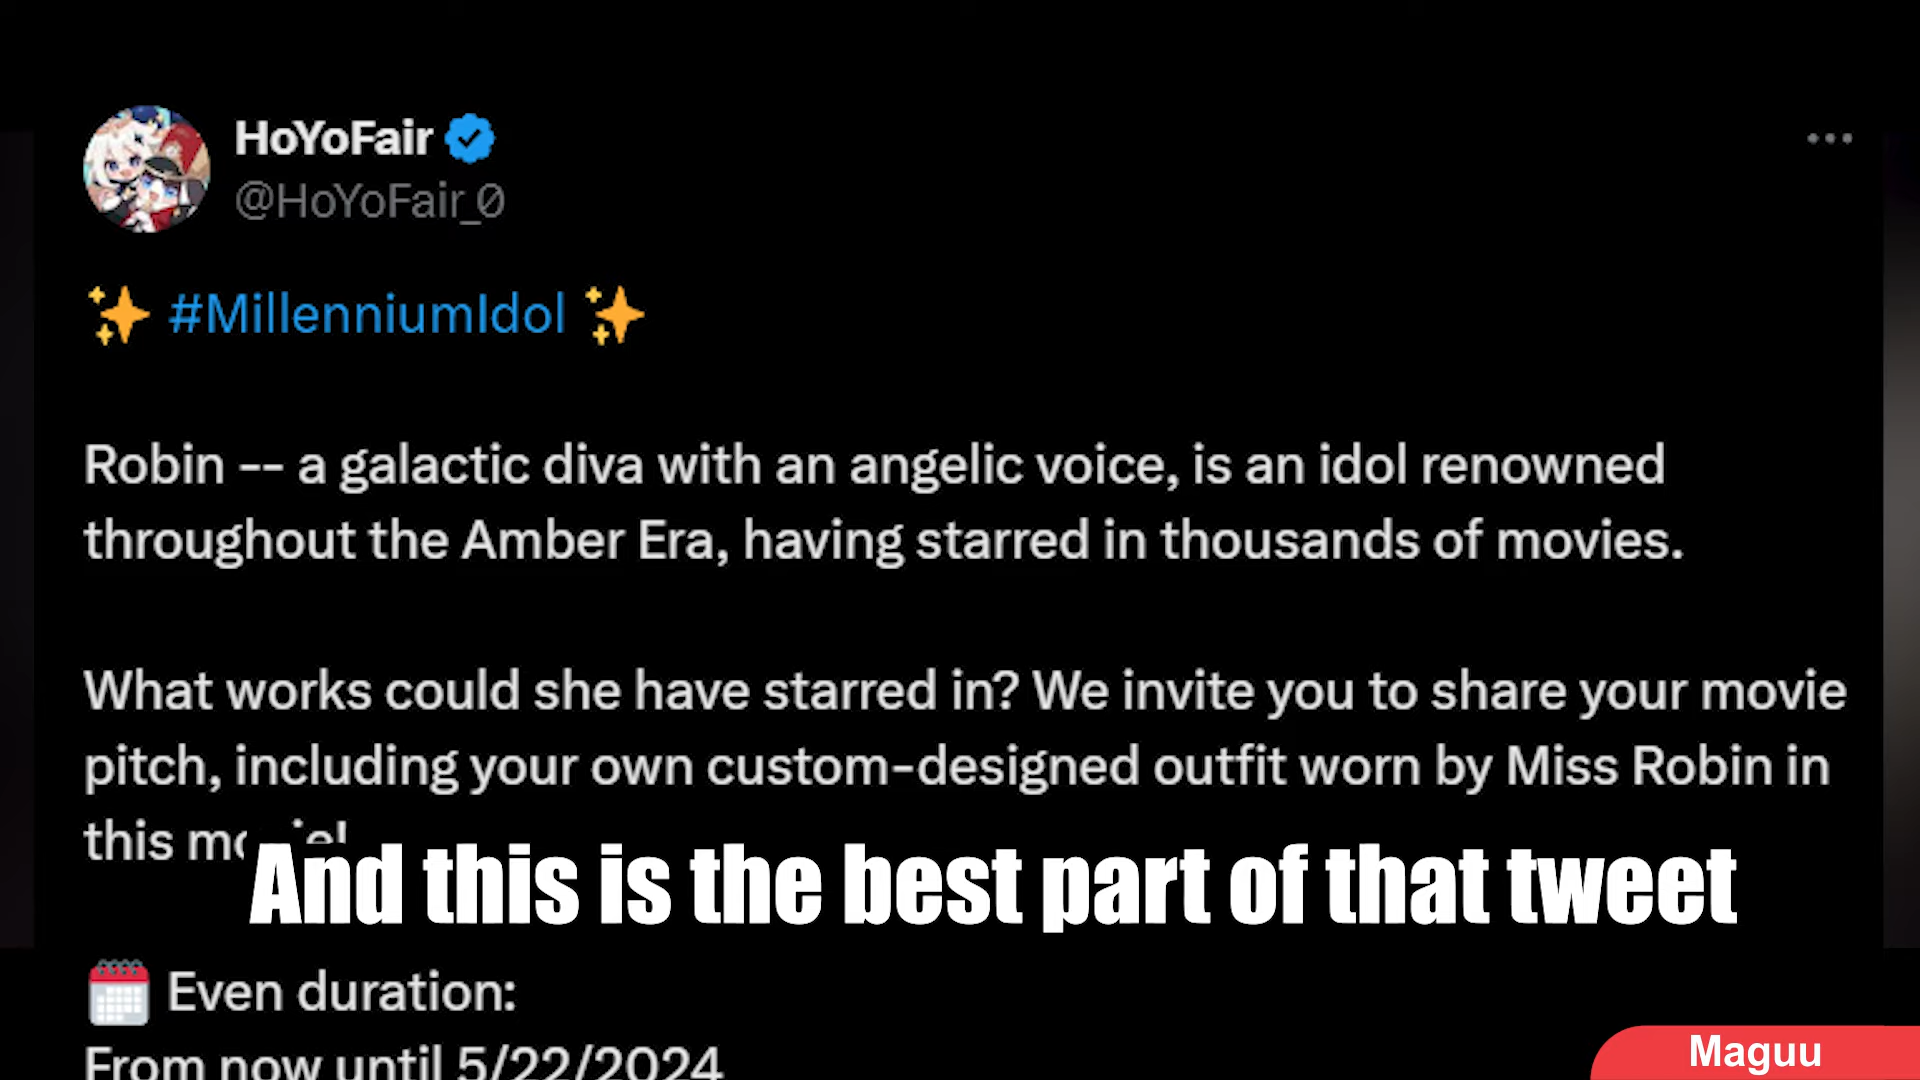 HoYoFair
@HoYoFair_0
✨ #MillenniumIdol ✨
Robin -- a galactic diva with an angelic voice, is an idol renowned
throughout the Amber Era, having starred in thousands of movies.
What works could she have starred in? We invite you to share your movie
pitch, including your own custom-designed outfit worn by Miss Robin in
this movie!
And this is the best part of that tweet
Even duration:
From now until 5/22/2024
Maguu